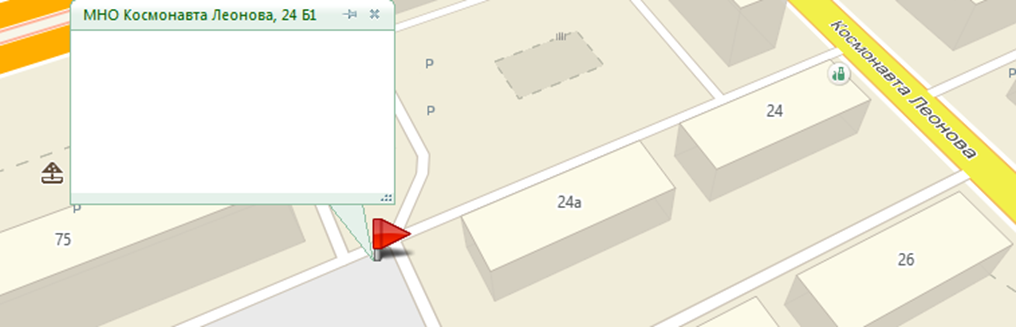 МНО Космонавта Леонова, 24 Б1
P
P
P
24
24а
75
26
Космонавта Леонова
P